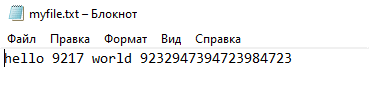 myfile.txt – Блокнот
Файл Правка Формат Вид Справка
hello 9217 world 9232947394723984723